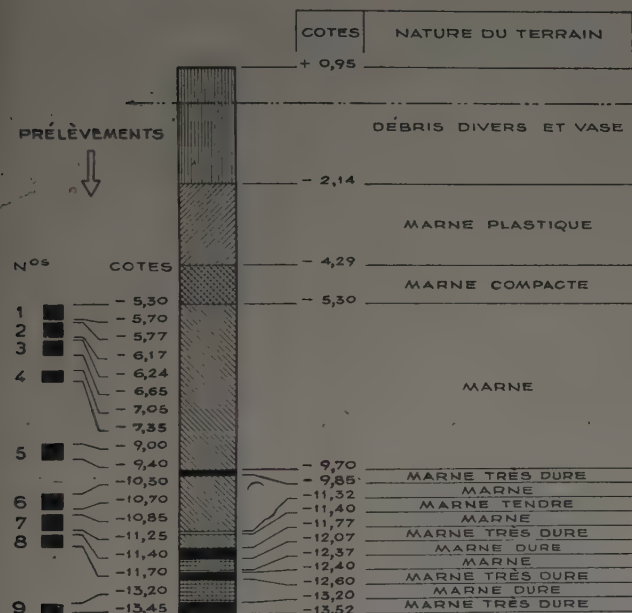 COTES NATURE DU TERRAIN
+ 0,95
PRÉLÈVEMENTS
DÉBRIS DIVERS ET VASE
- 2,14
MARNE PLASTIQUE
Nos COTES
- 4,29
MARNE COMPACTE
- 5,30 - 5,30
1
- 5,70
2
- 5,77
3
- 6,17
- 6,24
4
- 6,65
MARNE
- 7,05
- 7,35
5
- 9,00
- 9,40
- 9,70
MARNE TRÈS DURE
- 9,85
- 10,30
MARNE
- 11,32
6
- 10,70
MARNE TENDRE
- 11,40
- 10,85
MARNE
- 11,77
7
- 11,25
MARNE TRÈS DURE
- 12,07
8
- 11,40
MARNE DURE
- 12,37
- 11,70
MARNE
- 12,40
MARNE TRÈS DURE
- 12,60
- 13,20
MARNE DURE
- 13,20
9
- 13,45
MARNE TRÈS DURE
- 13,52